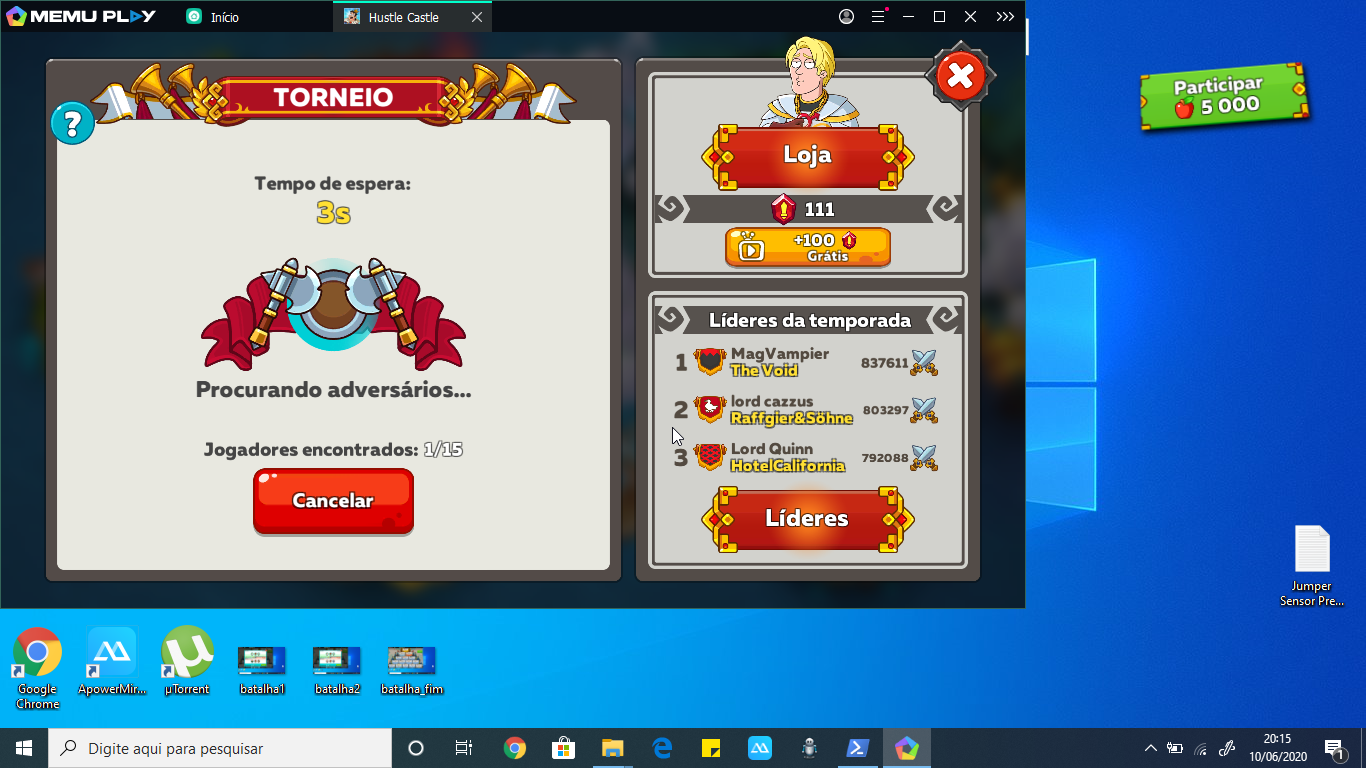 MEMU PLAY
Início
Hustle Castle
TORNEIO
?
Tempo de espera:
3s
Procurando adversários...
Jogadores encontrados: 1/15
Cancelar
Loja
111
+100
Grátis
Líderes da temporada
1 MagVampier 837611
The Void
2 lord cazzus 803297
Raffgier&Söhne
3 Lord Quinn 792088
HotelCalifornia
Líderes
Participar
5 000
Jumper
Sensor Pre...
Google
Chrome
ApowerMir...
µTorrent
batalha1
batalha2
batalha_fim
Digite aqui para pesquisar
20:15
10/06/2020
1